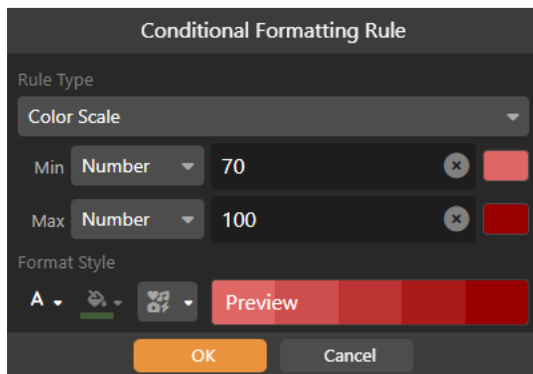 Conditional Formatting Rule
Rule Type
Color Scale
Min Number 70
Max Number 100
Format Style
A Preview
OK Cancel